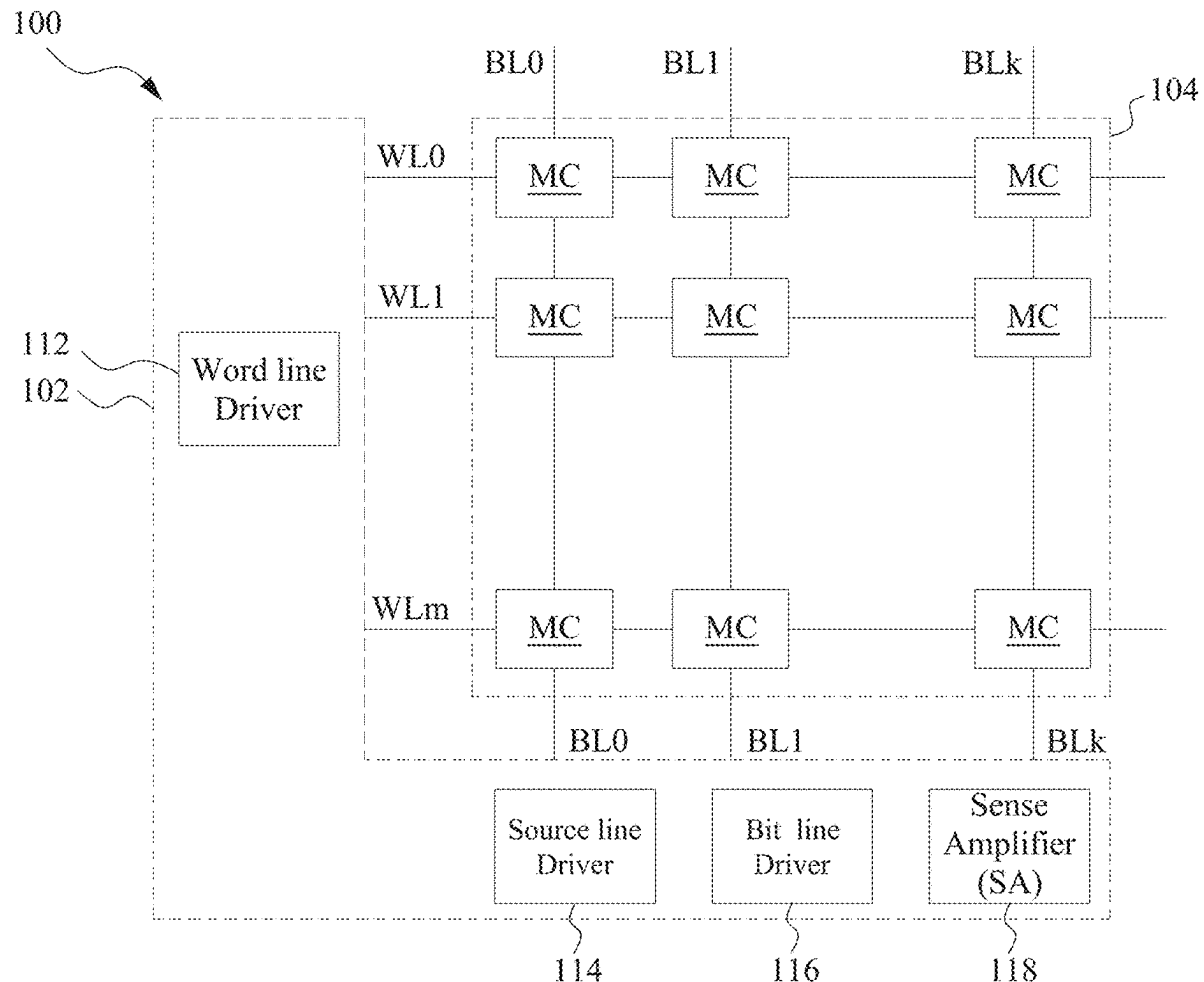 100
BL0 BL1 BLk
104
WL0
MC MC MC
WL1
MC MC MC
112
Word line
Driver
102
WLm
MC MC MC
BL0 BL1 BLk
Source line
Driver
Bit line
Driver
Sense
Amplifier
(SA)
114 116 118